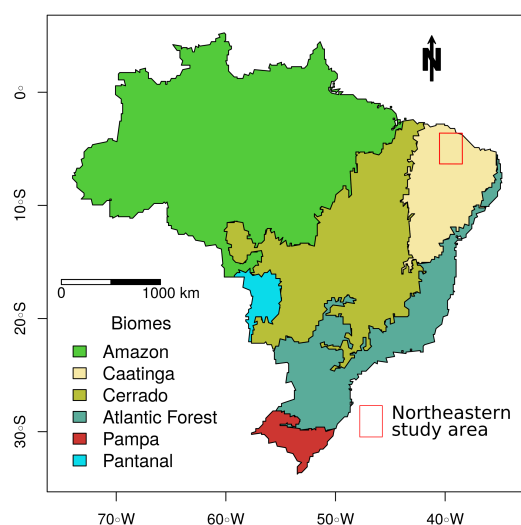 N
0°
10°S
20°S
30°S
0 1000 km
Biomes
Amazon
Caatinga
Cerrado
Atlantic Forest
Pampa
Pantanal
Northeastern
study area
70°W 60°W 50°W 40°W